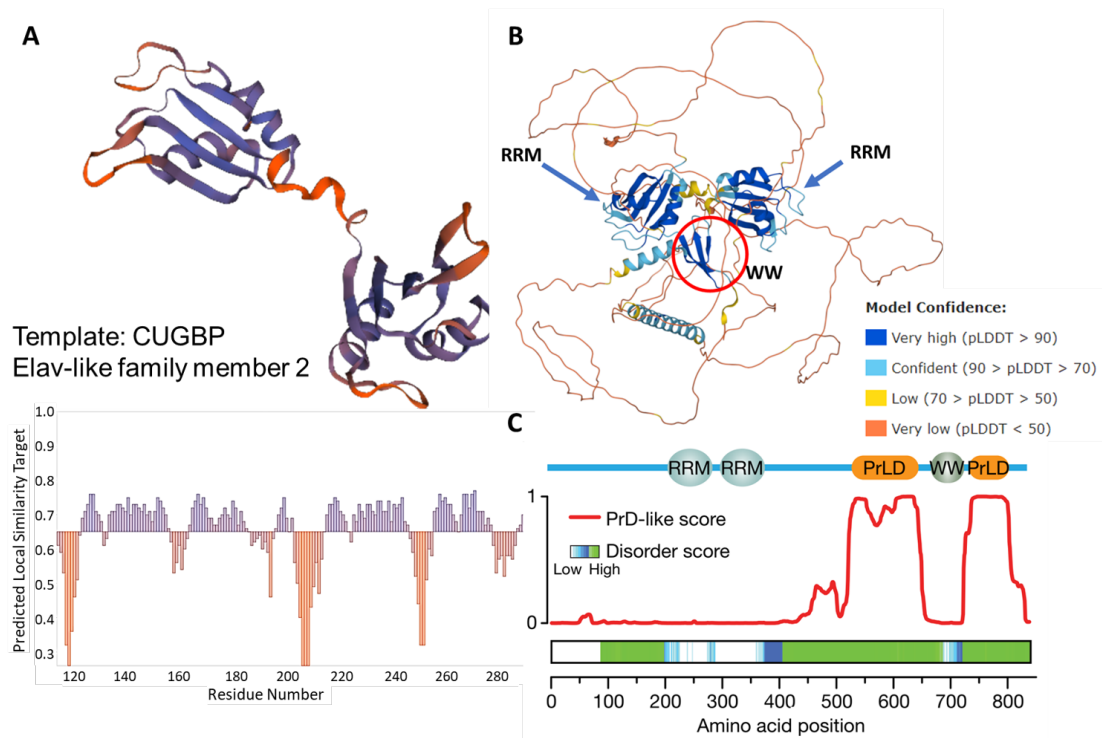 A
B
RRM
RRM
WW
Template: CUGBP
Elav-like family member 2
Model Confidence:
Very high (pLDDT > 90)
Confident (90 > pLDDT > 70)
Low (70 > pLDDT > 50)
Very low (pLDDT < 50)
Predicted Local Similarity Target
1.0
0.9
0.8
0.7
0.6
0.5
0.4
0.3
120 140 160 180 200 220 240 260 280
Residue Number
C
RRM RRM PrLD WW PrLD
1
PrD-like score
Disorder score
Low High
0
0 100 200 300 400 500 600 700 800
Amino acid position